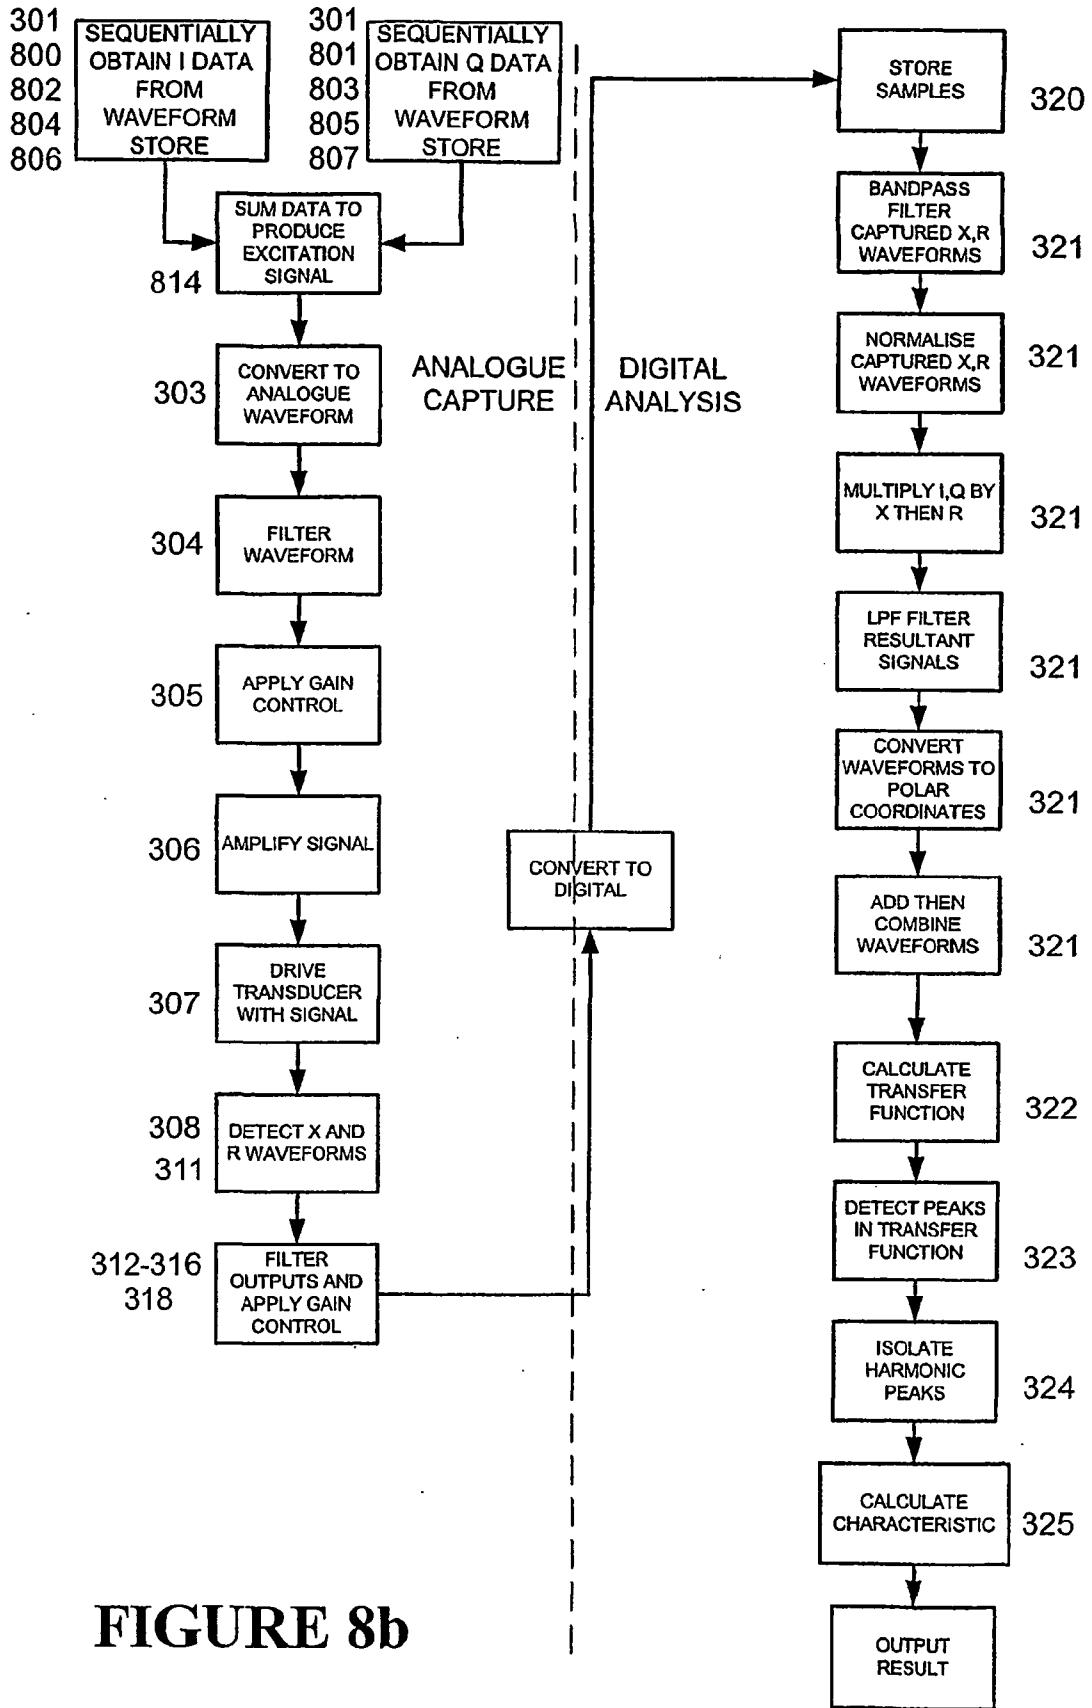 301
800
802
804
806
SEQUENTIALLY
OBTAIN I DATA
FROM
WAVEFORM
STORE
301
801
803
805
807
SEQUENTIALLY
OBTAIN Q DATA
FROM
WAVEFORM
STORE
814
SUM DATA TO
PRODUCE
EXCITATION
SIGNAL
303
CONVERT TO
ANALOGUE
WAVEFORM
304
FILTER
WAVEFORM
305
APPLY GAIN
CONTROL
306
AMPLIFY SIGNAL
307
DRIVE
TRANSDUCER
WITH SIGNAL
308
311
DETECT X AND
R WAVEFORMS
312-316
318
FILTER
OUTPUTS AND
APPLY GAIN
CONTROL
ANALOGUE
CAPTURE
DIGITAL
ANALYSIS
CONVERT TO
DIGITAL
STORE
SAMPLES
320
BANDPASS
FILTER
CAPTURED X,R
WAVEFORMS
321
NORMALISE
CAPTURED X,R
WAVEFORMS
321
MULTIPLY I,Q BY
X THEN R
321
LPF FILTER
RESULTANT
SIGNALS
321
CONVERT
WAVEFORMS TO
POLAR
COORDINATES
321
ADD THEN
COMBINE
WAVEFORMS
321
CALCULATE
TRANSFER
FUNCTION
322
DETECT PEAKS
IN TRANSFER
FUNCTION
323
ISOLATE
HARMONIC
PEAKS
324
CALCULATE
CHARACTERISTIC
325
OUTPUT
RESULT
FIGURE 8b